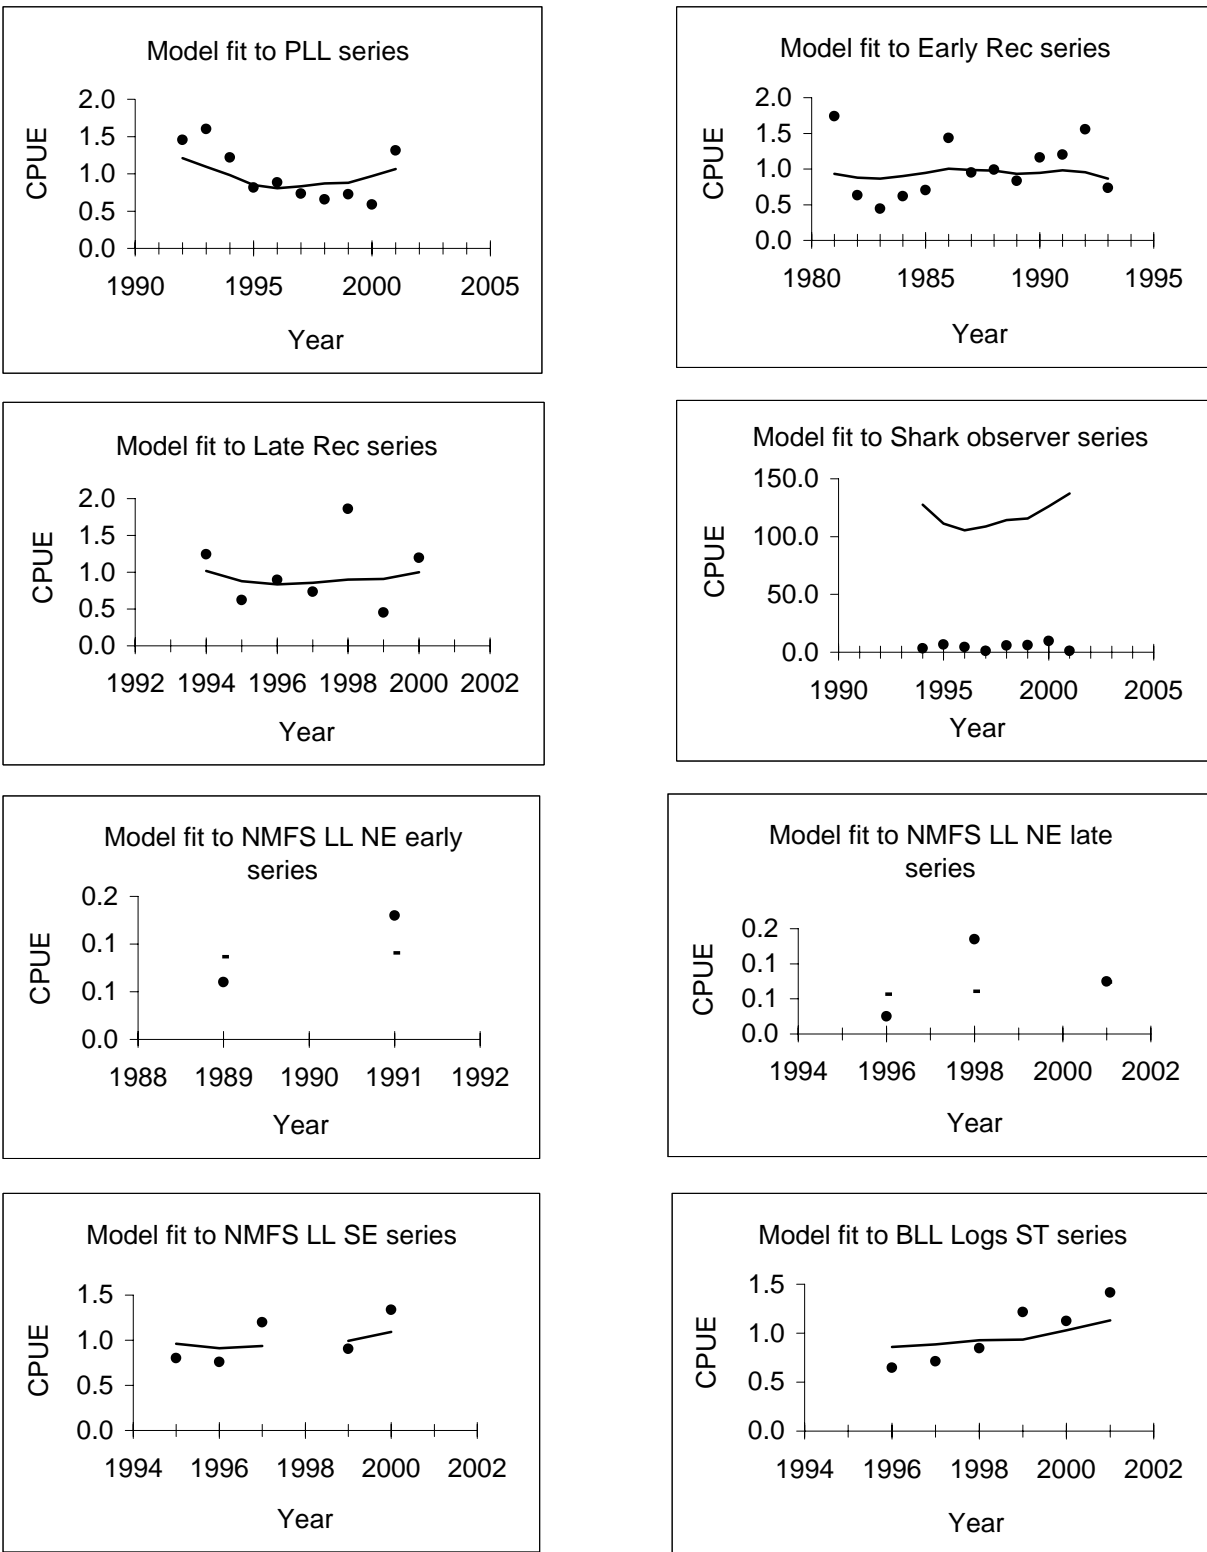 Model fit to PLL series
CPUE
2.0
1.5
1.0
0.5
0.0
1990 1995 2000 2005
Year
Model fit to Early Rec series
CPUE
2.0
1.5
1.0
0.5
0.0
1980 1985 1990 1995
Year
Model fit to Late Rec series
CPUE
2.0
1.5
1.0
0.5
0.0
1992 1994 1996 1998 2000 2002
Year
Model fit to Shark observer series
CPUE
150.0
100.0
50.0
0.0
1990 1995 2000 2005
Year
Model fit to NMFS LL NE early
series
CPUE
0.2
0.1
0.1
0.0
1988 1989 1990 1991 1992
Year
Model fit to NMFS LL NE late
series
CPUE
0.2
0.1
0.1
0.0
1994 1996 1998 2000 2002
Year
Model fit to NMFS LL SE series
CPUE
1.5
1.0
0.5
0.0
1994 1996 1998 2000 2002
Year
Model fit to BLL Logs ST series
CPUE
1.5
1.0
0.5
0.0
1994 1996 1998 2000 2002
Year